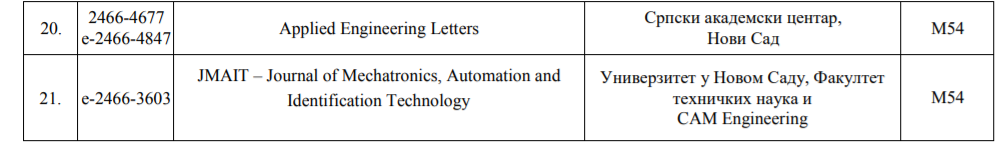 20.
2466-4677
e-2466-4847
Applied Engineering Letters
Српски академски центар,
Нови Сад
M54
21.
e-2466-3603
JMAIT – Journal of Mechatronics, Automation and
Identification Technology
Универзитет у Новом Саду, Факултет
техничких наука и
CAM Engineering
M54